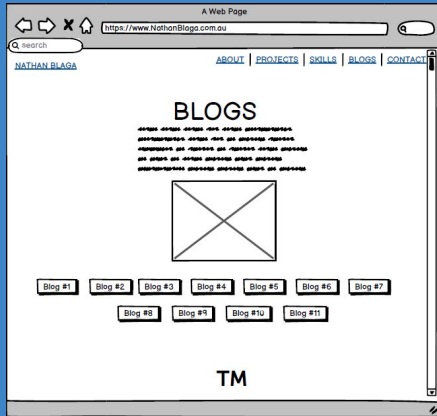 A Web Page
https://www.NathanBlaga.com.au
search
NATHAN BLAGA
ABOUT | PROJECTS | SKILLS | BLOGS | CONTACT
BLOGS
Blog #1 Blog #2 Blog #3 Blog #4 Blog #5 Blog #6 Blog #7
Blog #8 Blog #9 Blog #10 Blog #11
TM